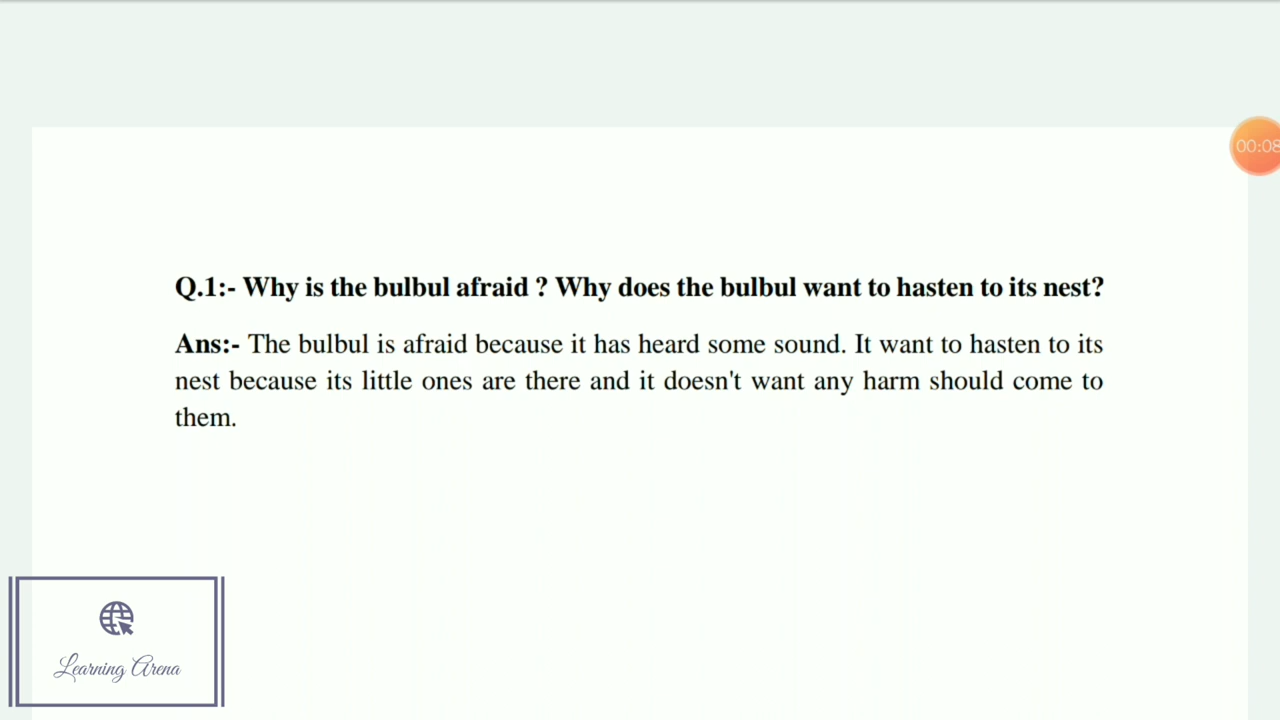 00:08
Q.1:- Why is the bulbul afraid ? Why does the bulbul want to hasten to its nest?
Ans:- The bulbul is afraid because it has heard some sound. It want to hasten to its
nest because its little ones are there and it doesn't want any harm should come to
them.
Learning Arena